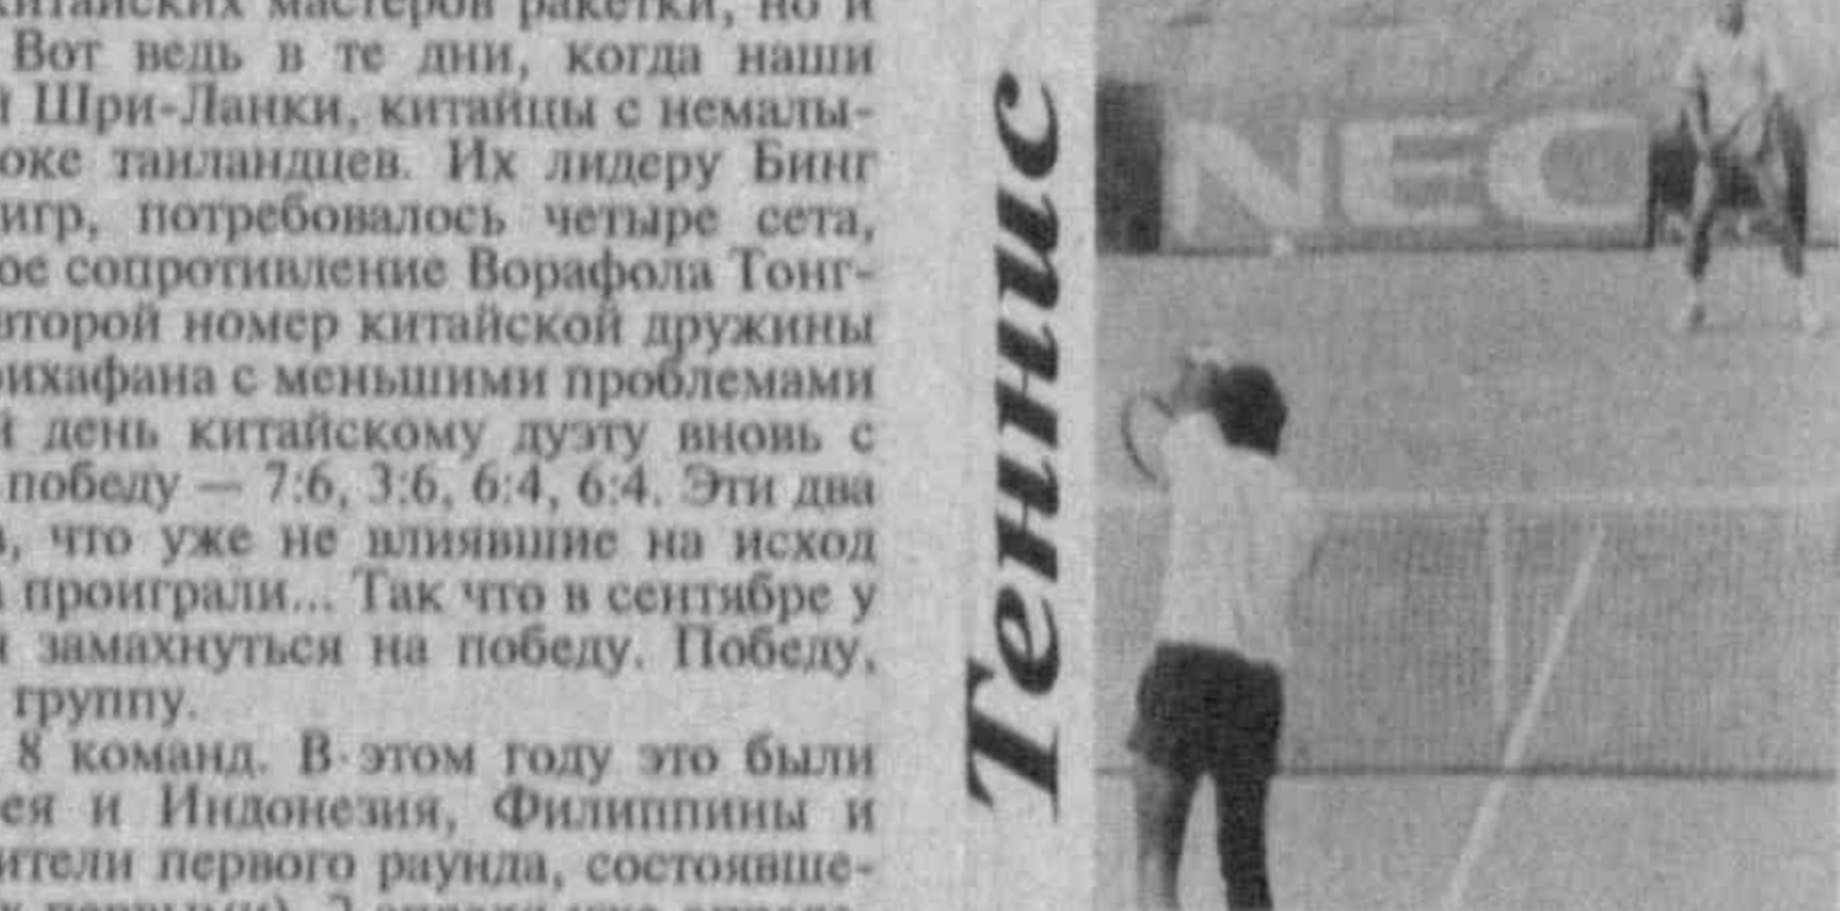 китайских мастеров ракетки, но и
Вот ведь в те дни, когда наши
й Шри-Ланки, китайцы с немалы-
оке таиландцев. Их лидеру Бинг
игр, потребовалось четыре сета,
ое сопротивление Ворафола Тонг-
второй номер китайской дружины
рихафана с меньшими проблемами
й день китайскому дуэту вновь с
победу — 7:6, 3:6, 6:4, 6:4. Эти два
в, что уже не влиявшие на исход
проиграли... Так что в сентябре у
замахнуться на победу. Победу,
группу.
8 команд. В этом году это были
ея и Индонезия, Филиппины и
ители первого раунда, состоявше-
Теннис
NEC